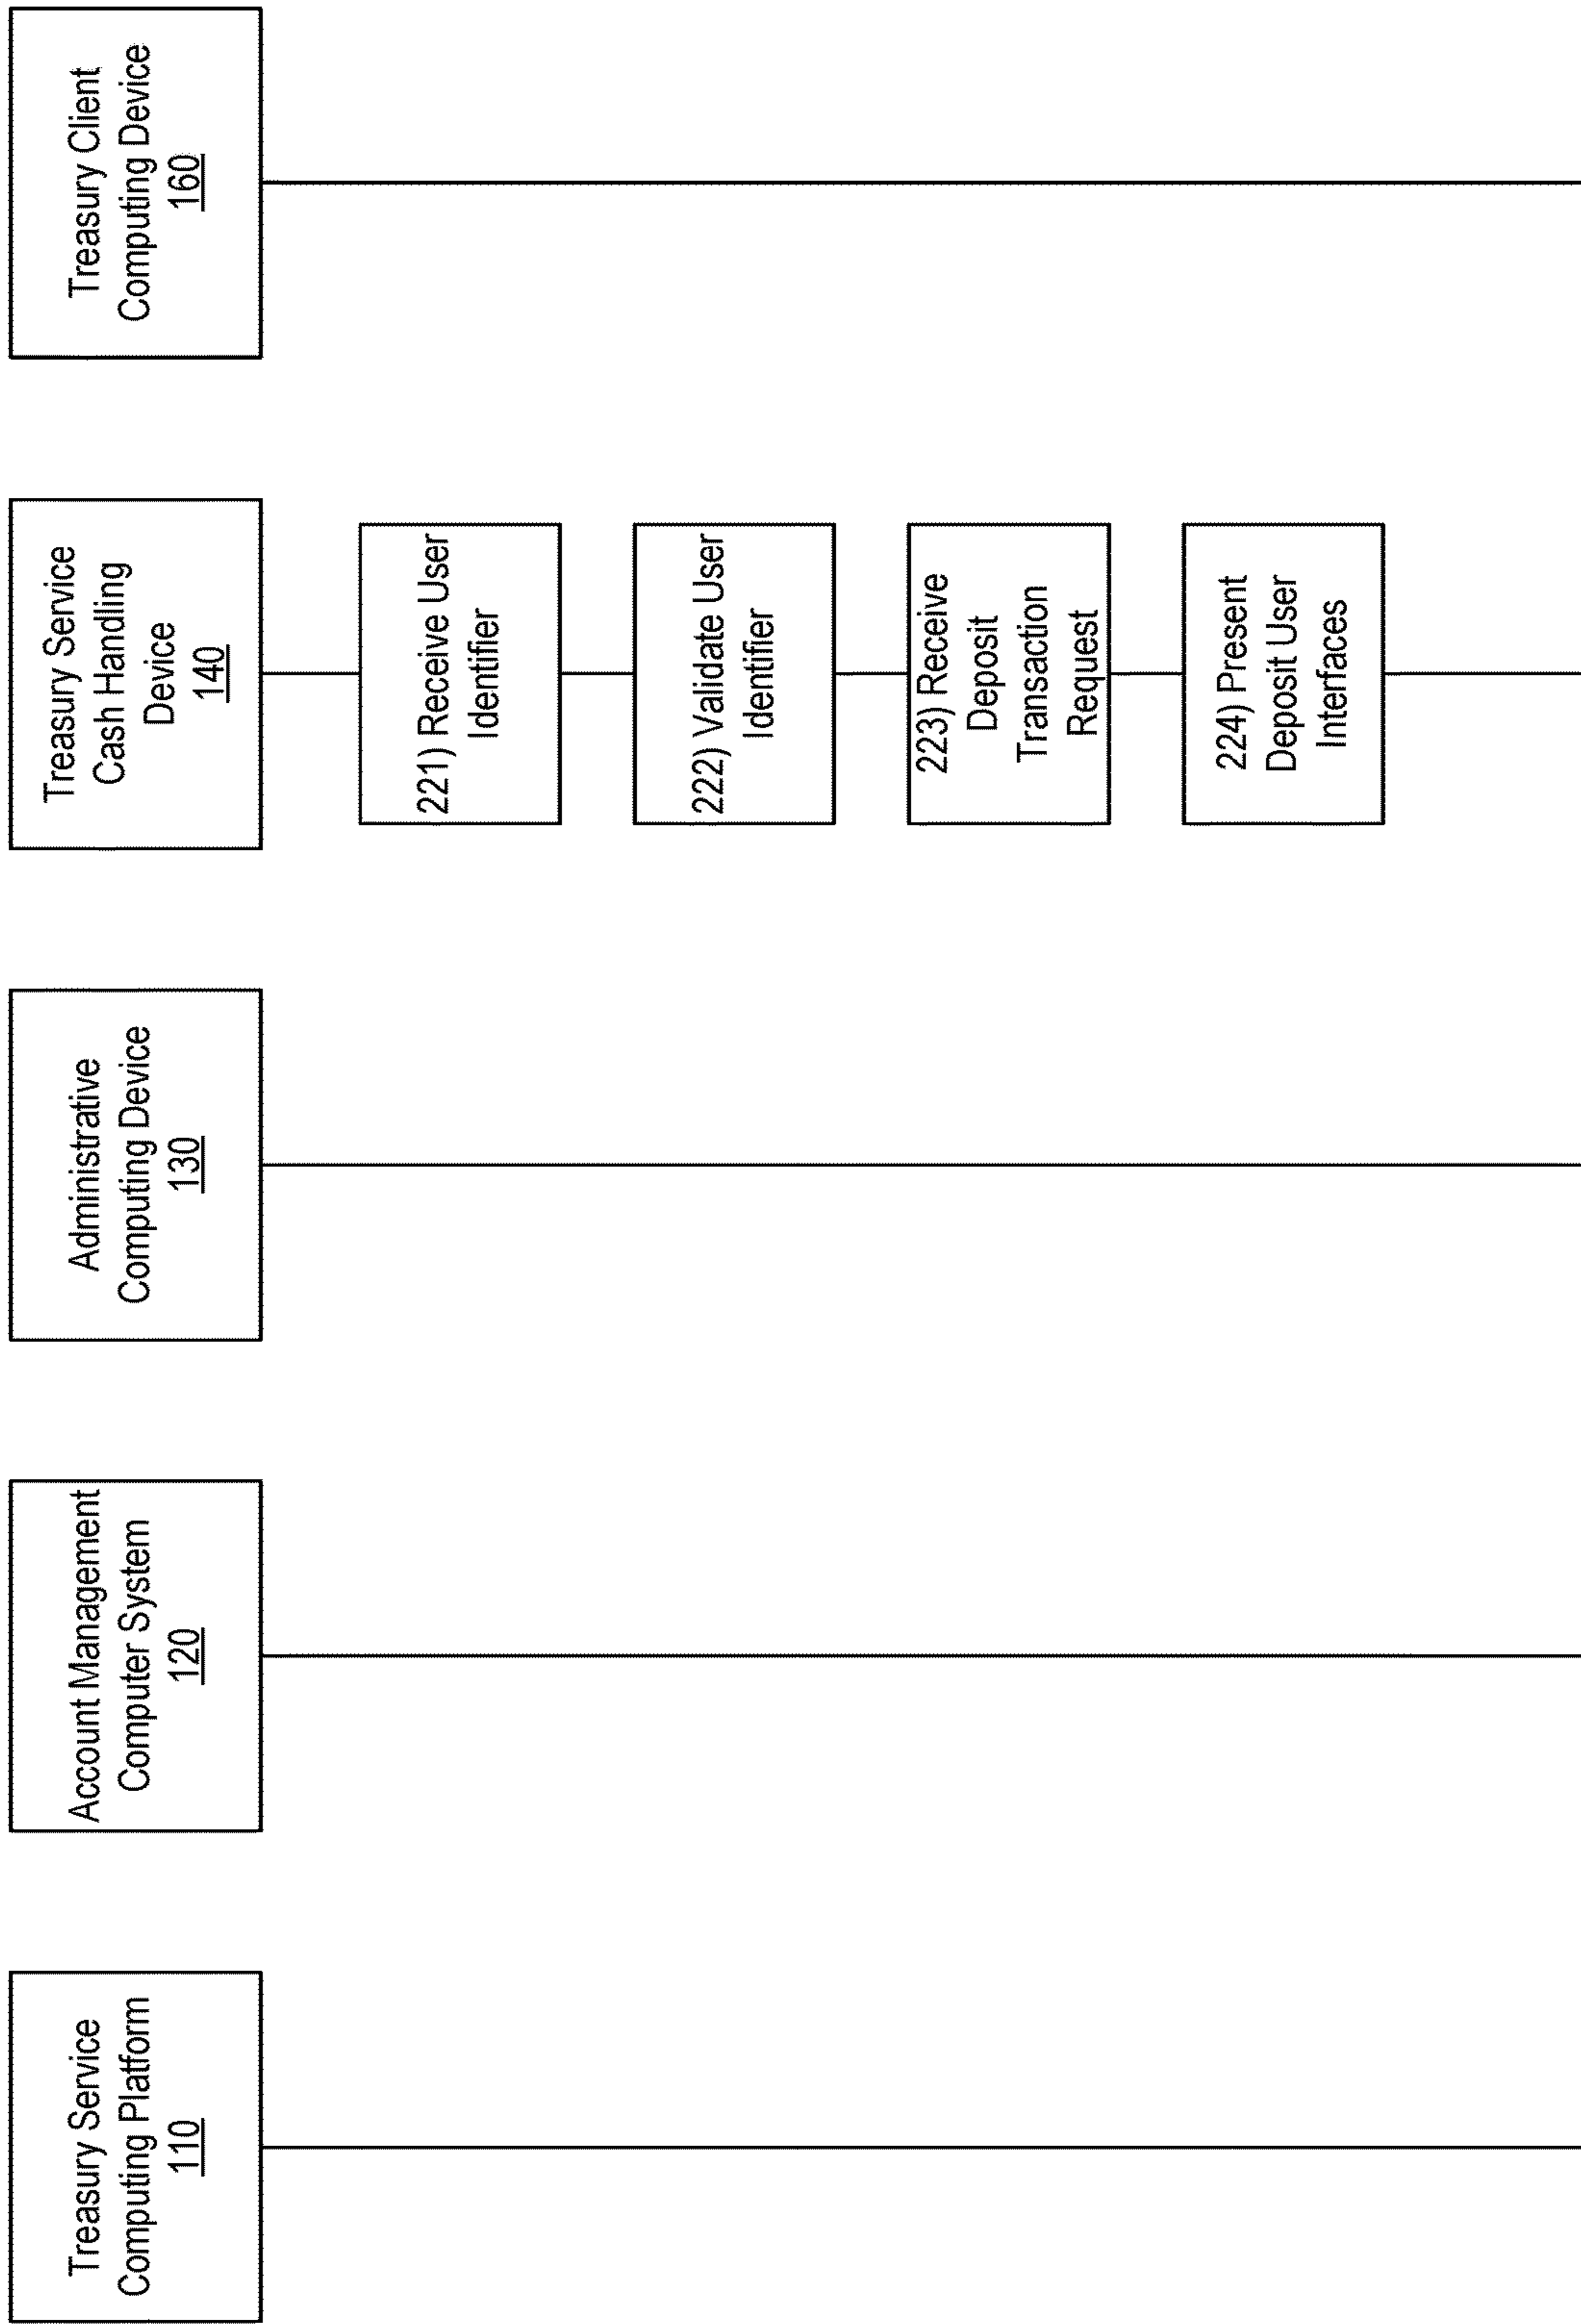 Treasury Service
Computing Platform
110
Account Management
Computer System
120
Administrative
Computing Device
130
Treasury Service
Cash Handling
Device
140
Treasury Client
Computing Device
160
221) Receive User
Identifier
222) Validate User
Identifier
223) Receive
Deposit
Transaction
Request
224) Present
Deposit User
Interfaces